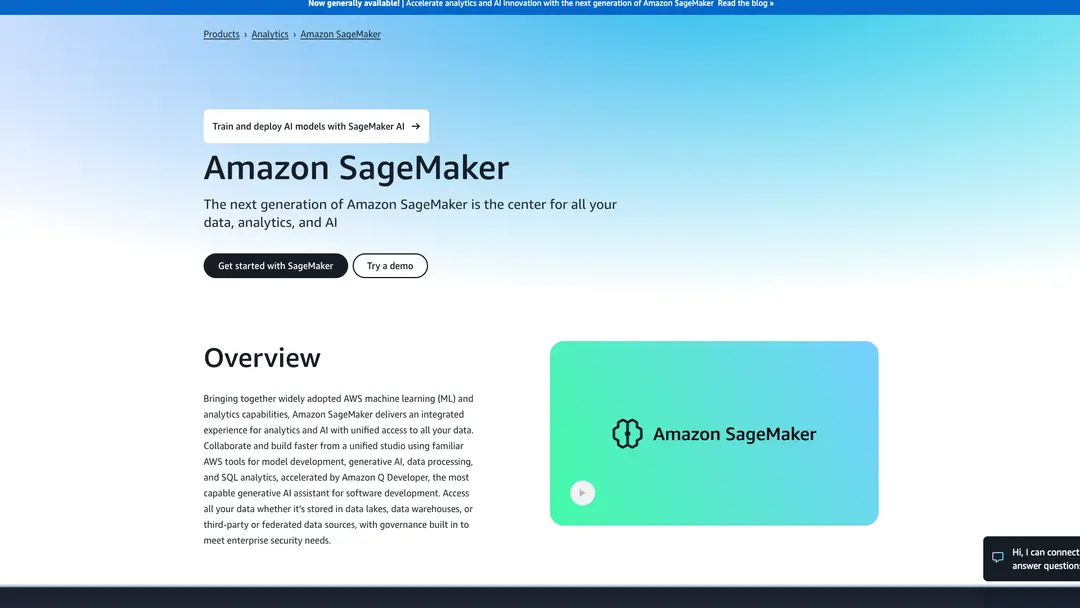 Now generally available! | Accelerate analytics and AI innovation with the next generation of Amazon SageMaker Read the blog »
Products › Analytics › Amazon SageMaker
Train and deploy AI models with SageMaker AI →
Amazon SageMaker
The next generation of Amazon SageMaker is the center for all your
data, analytics, and AI
Get started with SageMaker Try a demo
Overview
Bringing together widely adopted AWS machine learning (ML) and
analytics capabilities, Amazon SageMaker delivers an integrated
experience for analytics and AI with unified access to all your data.
Collaborate and build faster from a unified studio using familiar
AWS tools for model development, generative AI, data processing,
and SQL analytics, accelerated by Amazon Q Developer, the most
capable generative AI assistant for software development. Access
all your data whether it's stored in data lakes, data warehouses, or
third-party or federated data sources, with governance built in to
meet enterprise security needs.
Amazon SageMaker
Hi, I can connect
answer questions